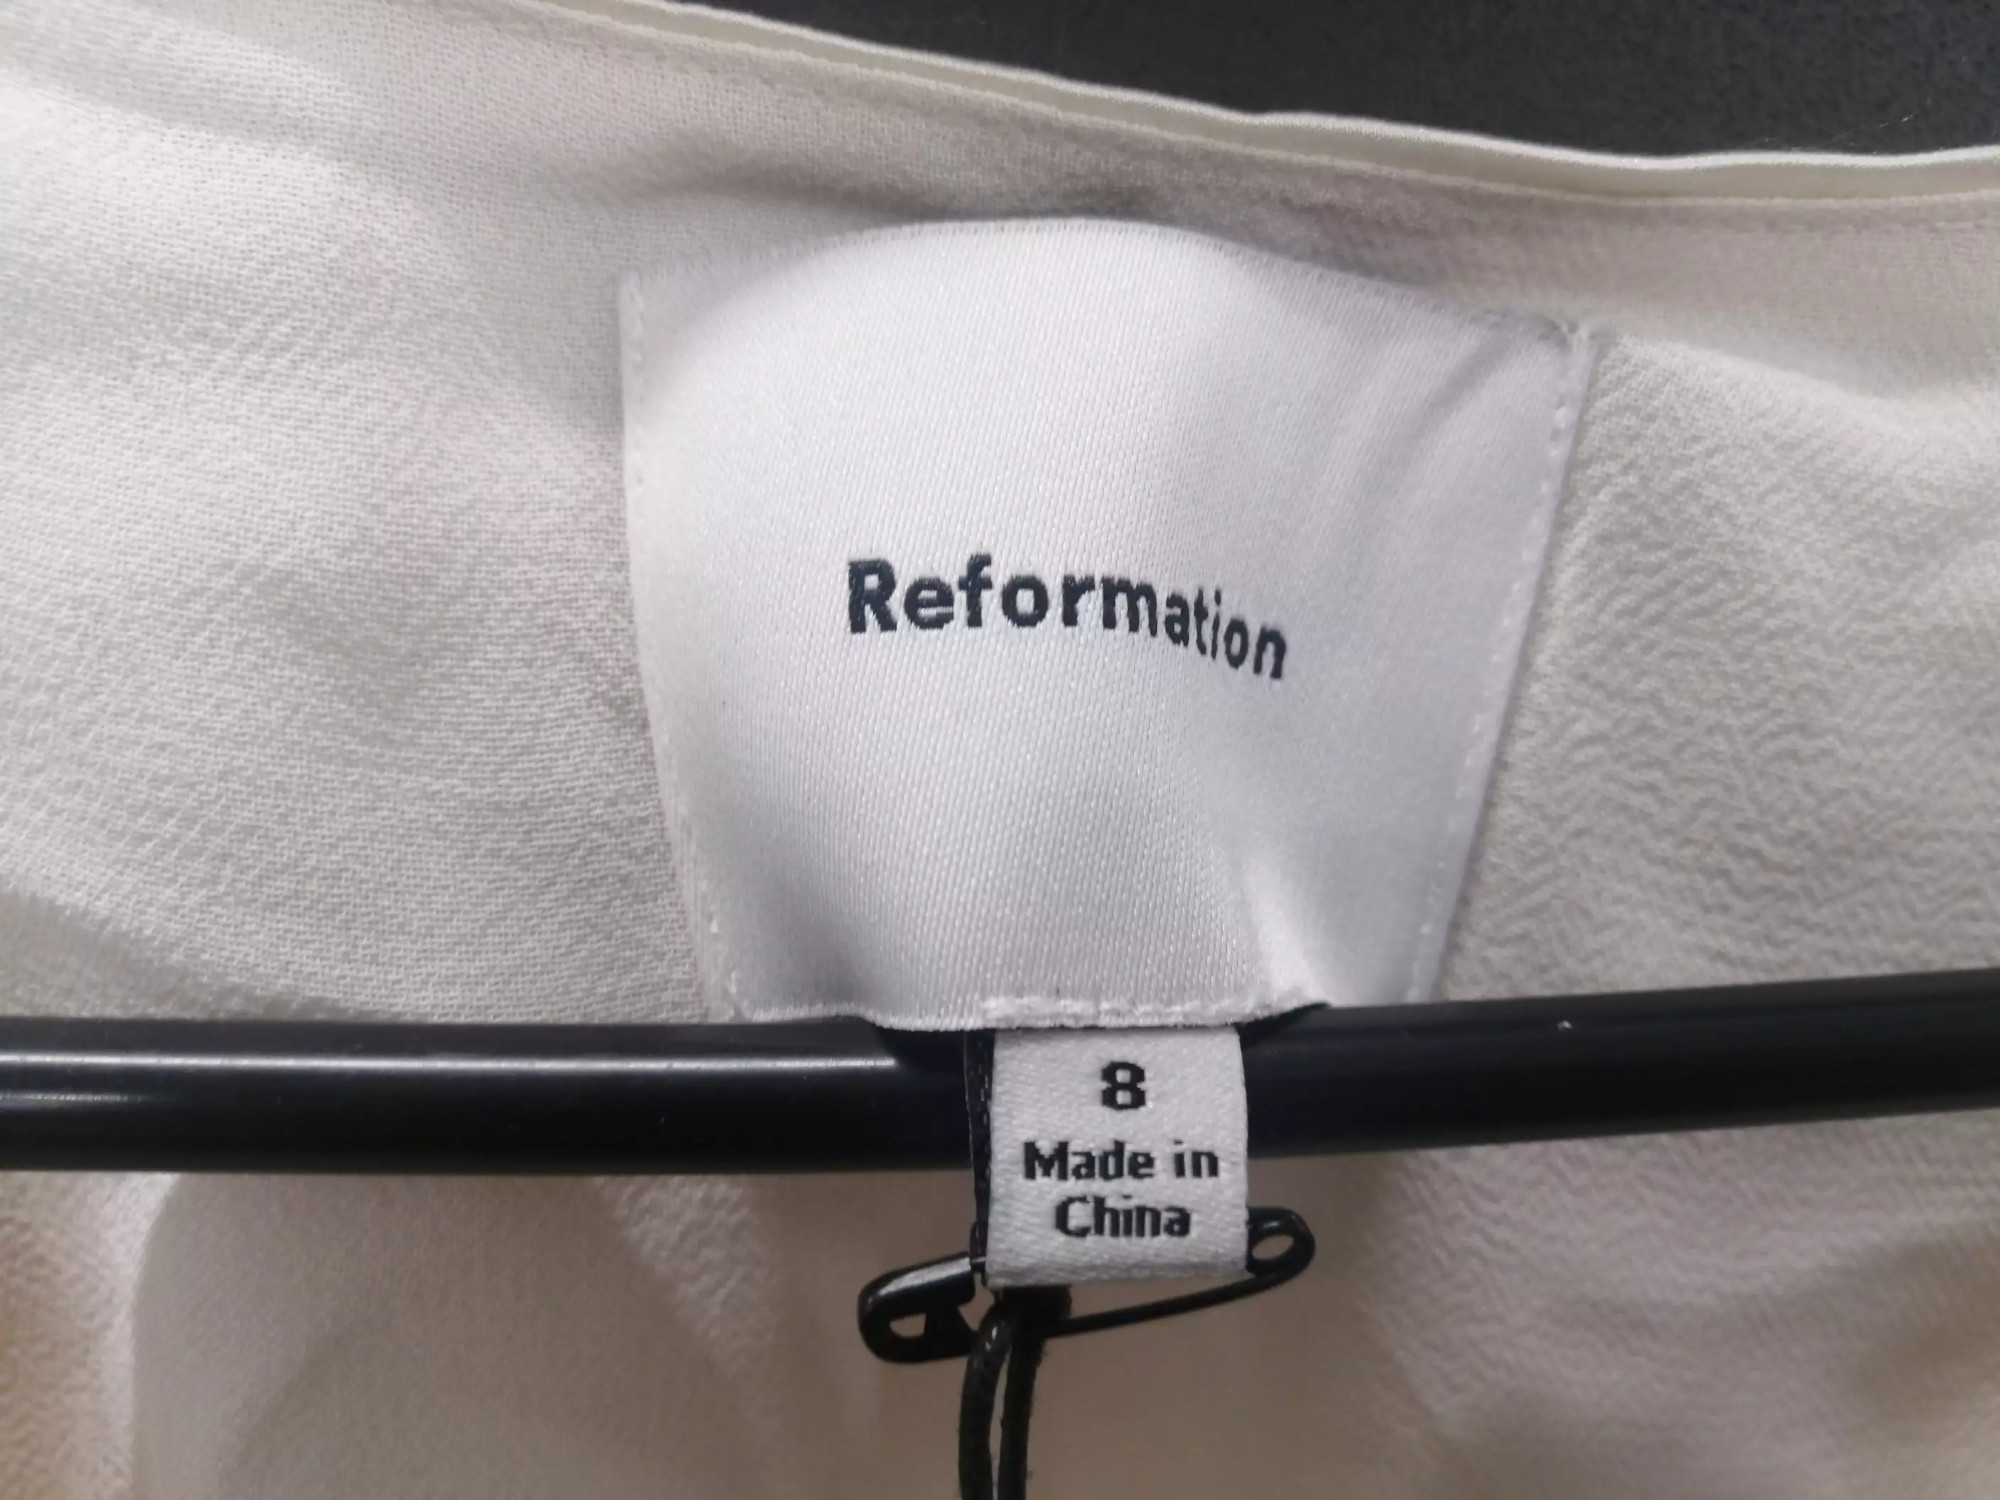 Reformation
8
Made in
China